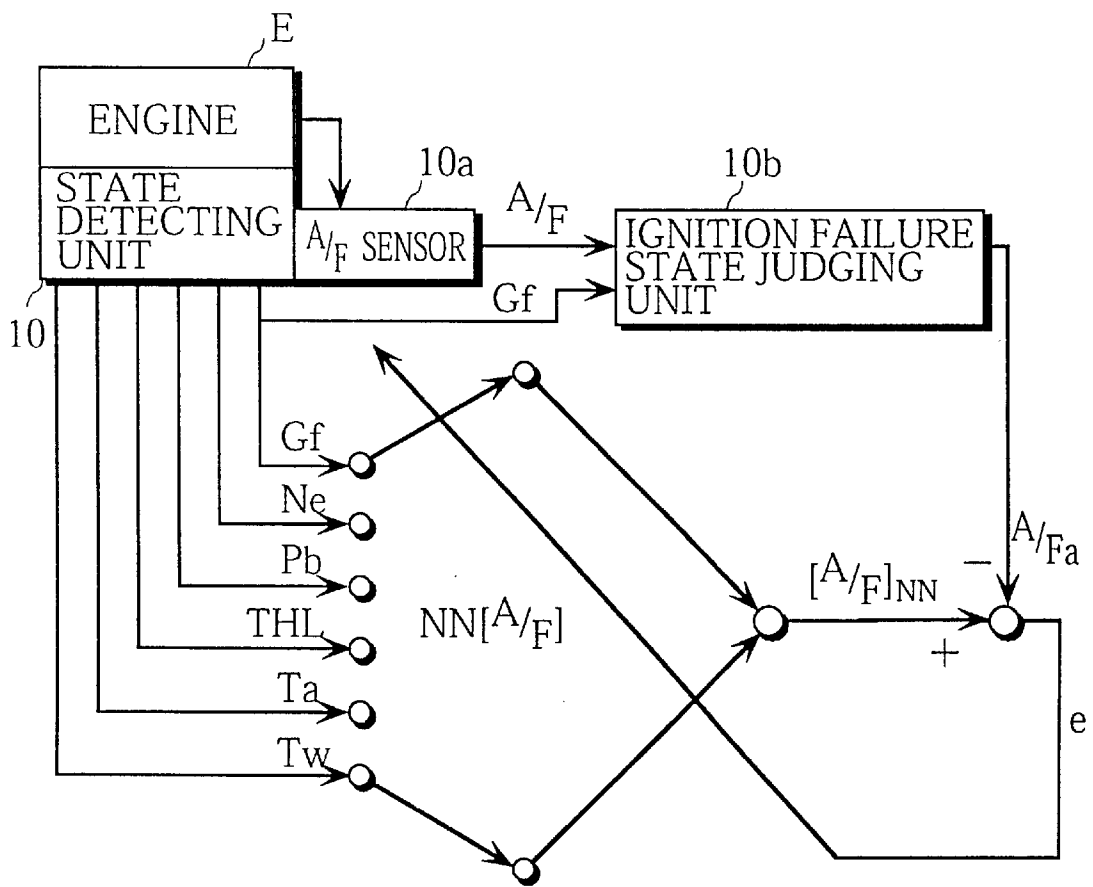 E
ENGINE
STATE
DETECTING
UNIT
10
10a
A/F SENSOR
A/F
Gf
10b
IGNITION FAILURE
STATE JUDGING
UNIT
Gf
Ne
Pb
THL
Ta
Tw
NN[A/F]
[A/F]NN
+
−
A/Fa
e